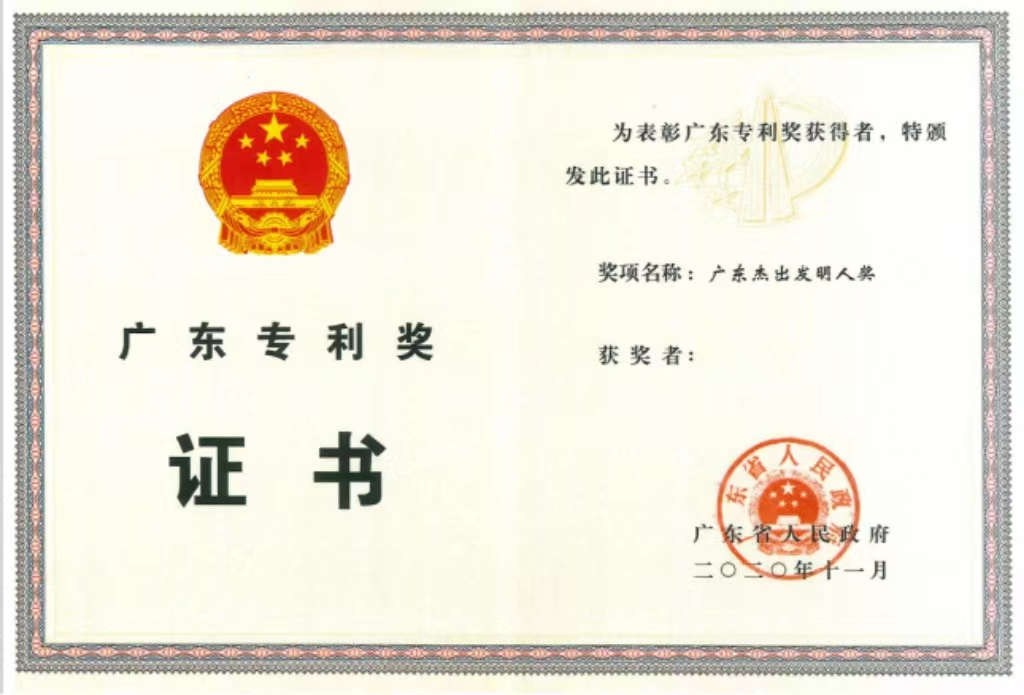 广东专利奖
证书
为表彰广东专利奖获得者，特颁
发此证书。
奖项名称：广东杰出发明人奖
获奖者：
广东省人民政府
广东省人民政府
二〇二〇年十一月